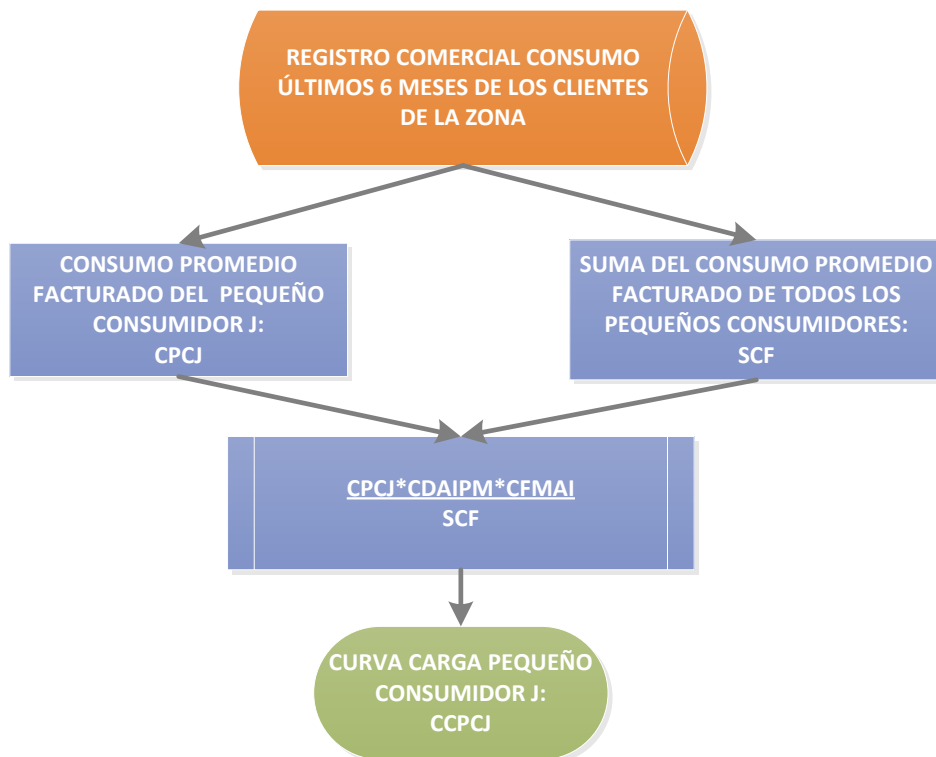 REGISTRO COMERCIAL CONSUMO
ÚLTIMOS 6 MESES DE LOS CLIENTES
DE LA ZONA
CONSUMO PROMEDIO
FACTURADO DEL PEQUEÑO
CONSUMIDOR J:
CPCJ
SUMA DEL CONSUMO PROMEDIO
FACTURADO DE TODOS LOS
PEQUEÑOS CONSUMIDORES:
SCF
CPCJ*CDAIPM*CFMAI
SCF
CURVA CARGA PEQUEÑO
CONSUMIDOR J:
CCPCJ